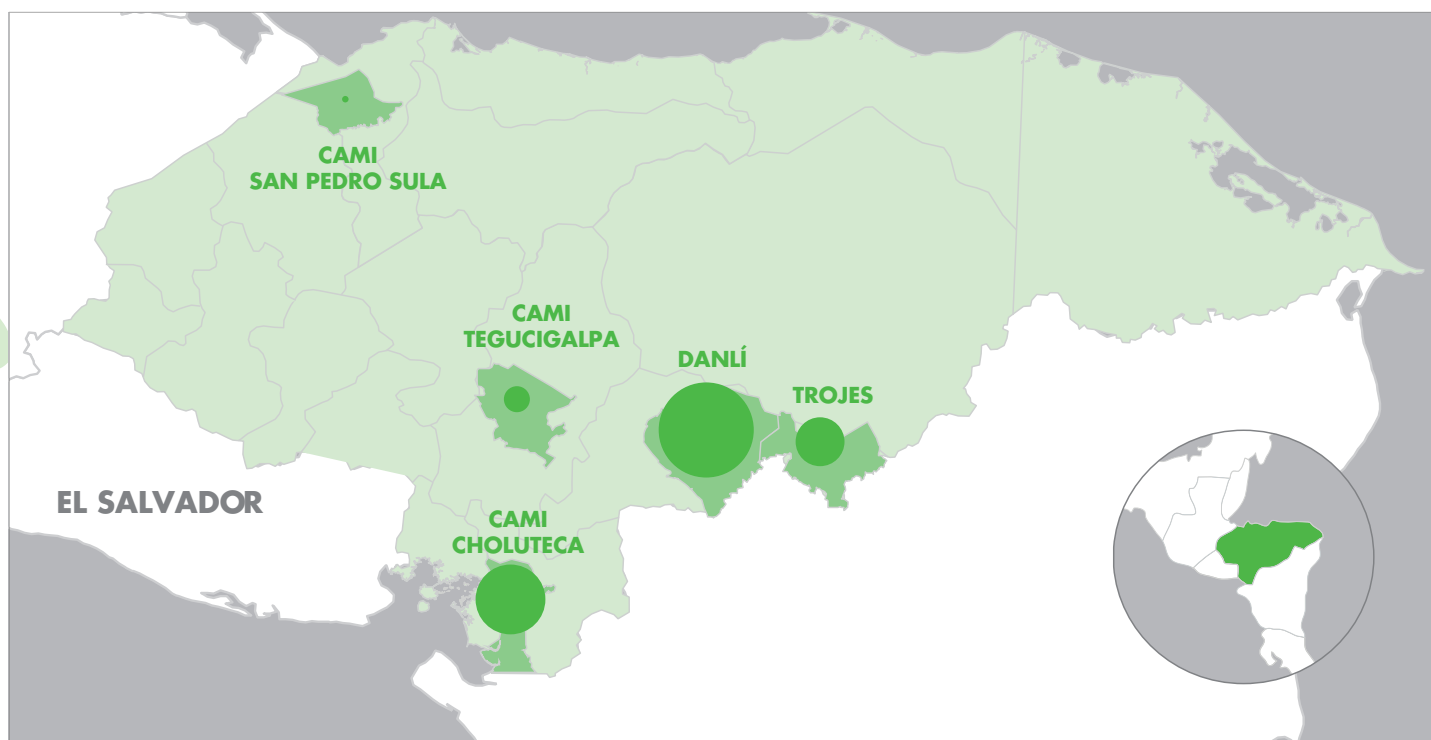 CAMI
SAN PEDRO SULA
CAMI
TEGUCIGALPA
DANLÍ
TROJES
EL SALVADOR
CAMI
CHOLUTECA